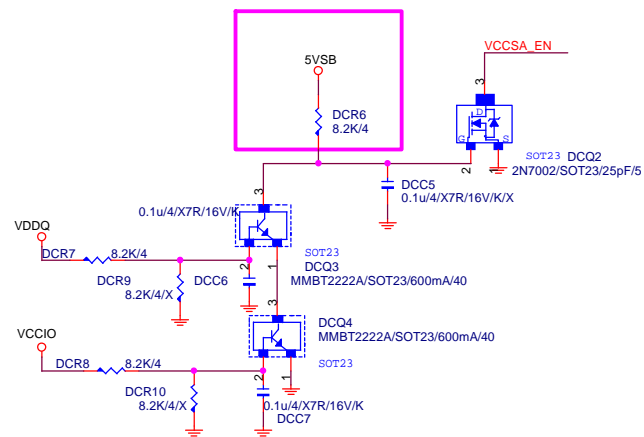 VCCSA_EN
5VSB
DCR6
8.2K/4
3
D
G
S
SOT23 DCQ2
2N7002/SOT23/25pF/5
2
1
DCC5
0.1u/4/X7R/16V/K/X
3
0.1u/4/X7R/16V/K
VDDQ
SOT23
DCR7
8.2K/4
2
1
DCQ3
MMBT2222A/SOT23/600mA/40
DCR9
8.2K/4/X
DCC6
3
DCQ4
MMBT2222A/SOT23/600mA/40
VCCIO
SOT23
DCR8
8.2K/4
2
1
DCR10
8.2K/4/X
0.1u/4/X7R/16V/K
DCC7